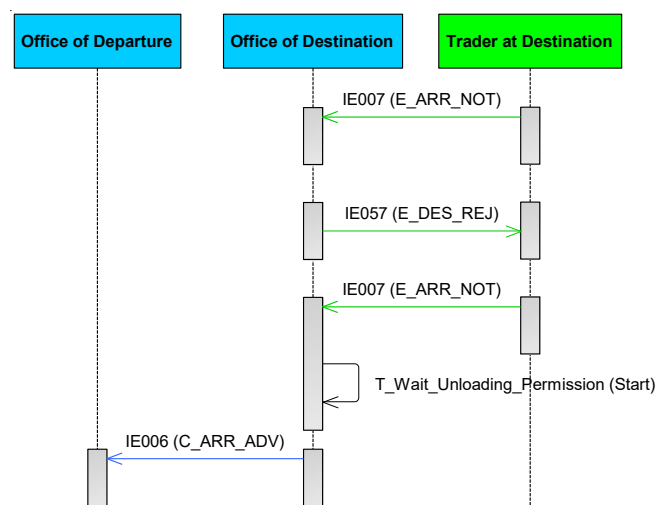 Office of Departure
Office of Destination
Trader at Destination
IE007 (E_ARR_NOT)
IE057 (E_DES_REJ)
IE007 (E_ARR_NOT)
T_Wait_Unloading_Permission (Start)
IE006 (C_ARR_ADV)